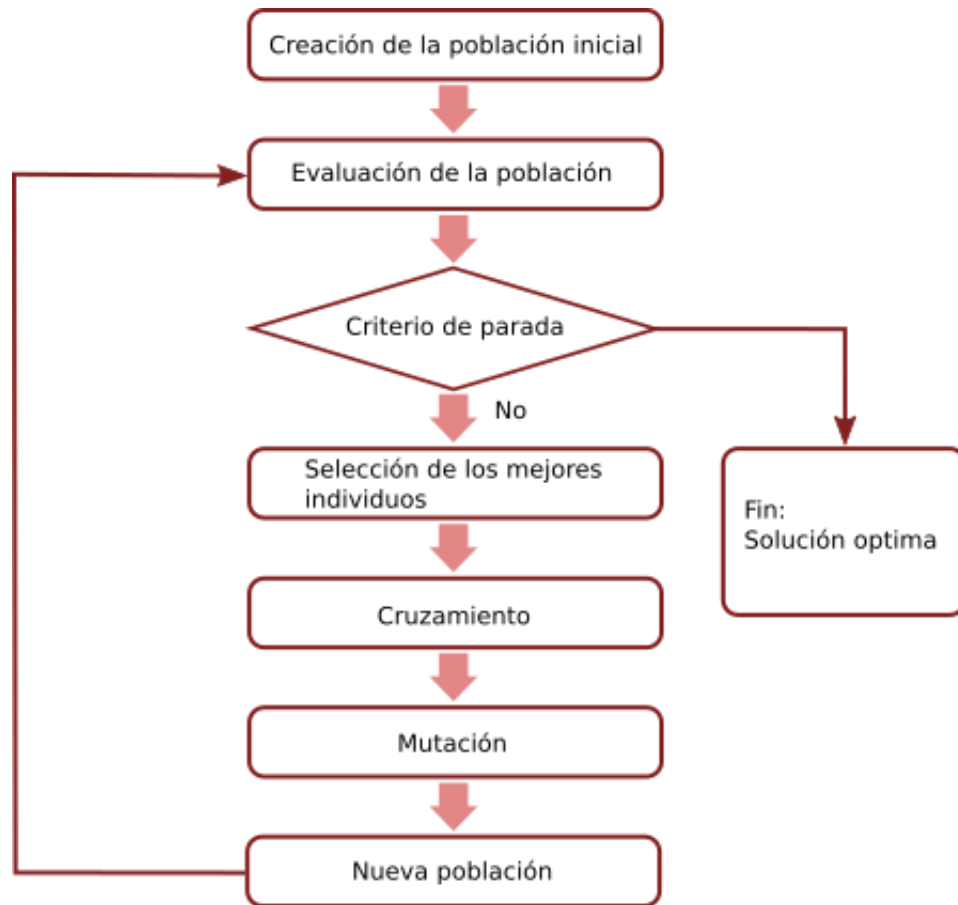 Creación de la población inicial
Evaluación de la población
Criterio de parada
No
Selección de los mejores
individuos
Fin:
Solución optima
Cruzamiento
Mutación
Nueva población